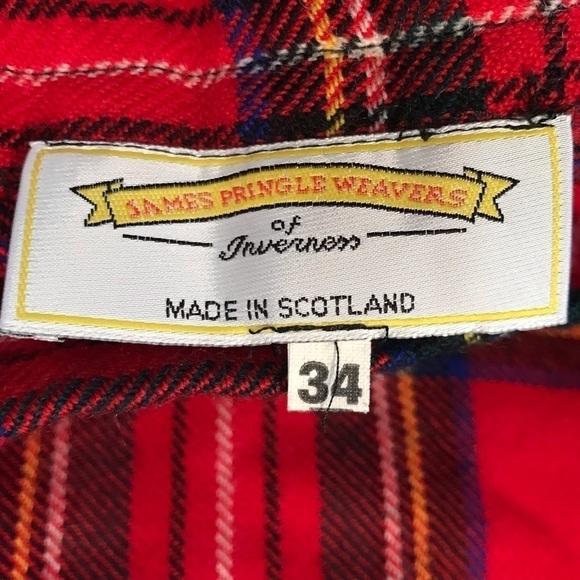 JAMES PRINGLE WEAVERS
of
Inverness
MADE IN SCOTLAND
34